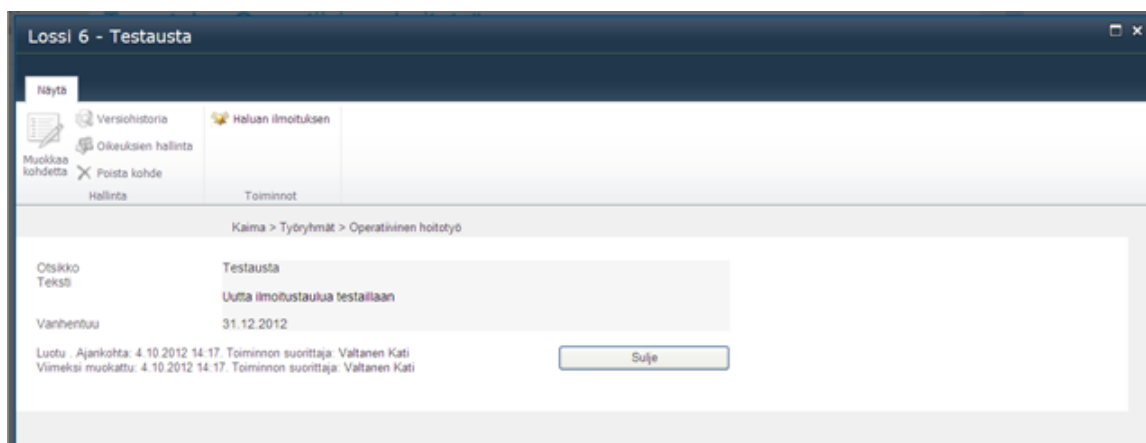 Lossi 6 - Testausta
Näytä
Muokkaa kohdetta
Versiohistoria
Oikeuksien hallinta
Poista kohde
Hallinta
Haluan ilmoituksen
Toiminnot
Kaima > Työryhmät > Operatiivinen hoitotyö
Otsikko Testausta
Teksti
Uutta ilmoitustaulua testaillaan
Vanhentuu 31.12.2012
Luotu . Ajankohta: 4.10.2012 14:17. Toiminnon suorittaja: Valtanen Kati
Viimeksi muokattu: 4.10.2012 14:17. Toiminnon suorittaja: Valtanen Kati
Sulje